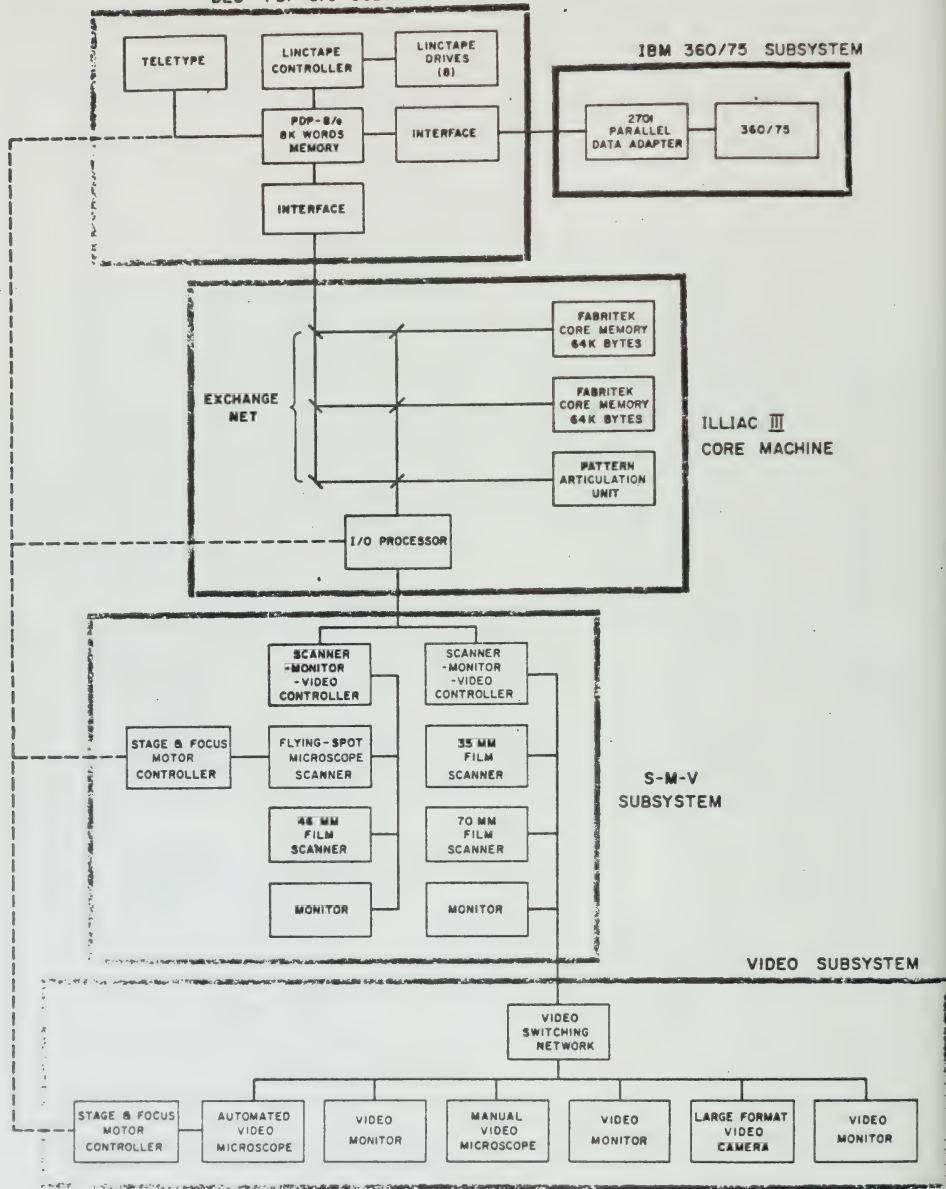 DEC PDP-8/e
TELETYPE
LINCTAPE
CONTROLLER
LINCTAPE
DRIVES
(8)
PDP-8/e
8K WORDS
MEMORY
INTERFACE
INTERFACE
IBM 360/75 SUBSYSTEM
2701
PARALLEL
DATA ADAPTER
360/75
EXCHANGE
NET
FABRITEK
CORE MEMORY
64K BYTES
FABRITEK
CORE MEMORY
64K BYTES
PATTERN
ARTICULATION
UNIT
I/O PROCESSOR
ILLIAC III
CORE MACHINE
SCANNER
-MONITOR
-VIDEO
CONTROLLER
SCANNER
-MONITOR
-VIDEO
CONTROLLER
STAGE & FOCUS
MOTOR
CONTROLLER
FLYING-SPOT
MICROSCOPE
SCANNER
35 MM
FILM
SCANNER
46 MM
FILM
SCANNER
70 MM
FILM
SCANNER
MONITOR
MONITOR
S-M-V
SUBSYSTEM
VIDEO SUBSYSTEM
VIDEO
SWITCHING
NETWORK
STAGE & FOCUS
MOTOR
CONTROLLER
AUTOMATED
VIDEO
MICROSCOPE
VIDEO
MONITOR
MANUAL
VIDEO
MICROSCOPE
VIDEO
MONITOR
LARGE FORMAT
VIDEO
CAMERA
VIDEO
MONITOR